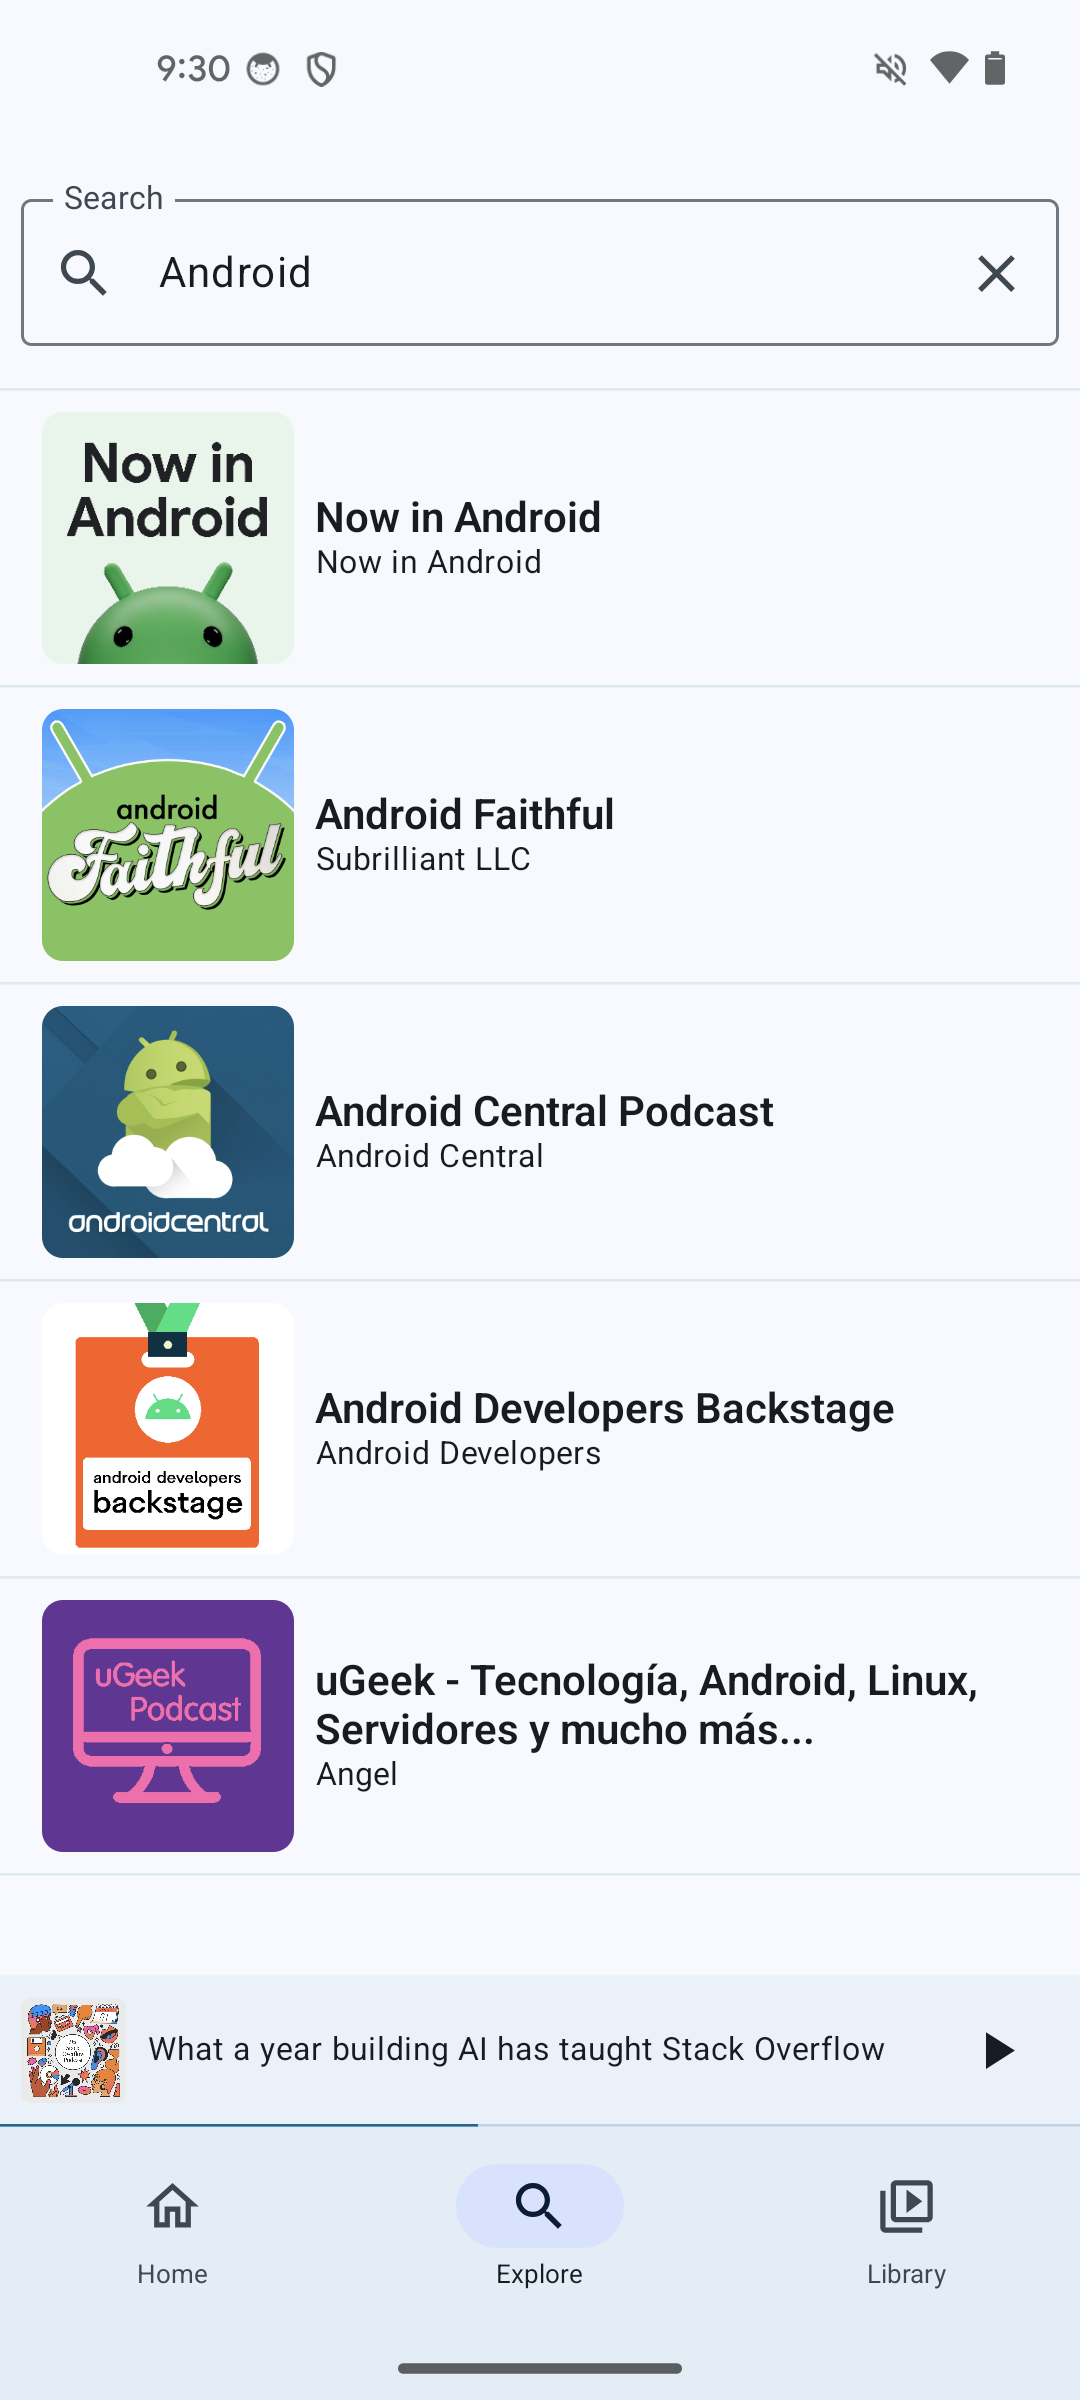 9:30
Search
Android
Now in
Android
Now in Android
Now in Android
android
Faithful
Android Faithful
Subrilliant LLC
androidcentral
Android Central Podcast
Android Central
android developers
backstage
Android Developers Backstage
Android Developers
uGeek
Podcast
uGeek - Tecnología, Android, Linux,
Servidores y mucho más...
Angel
What a year building AI has taught Stack Overflow
Home
Explore
Library